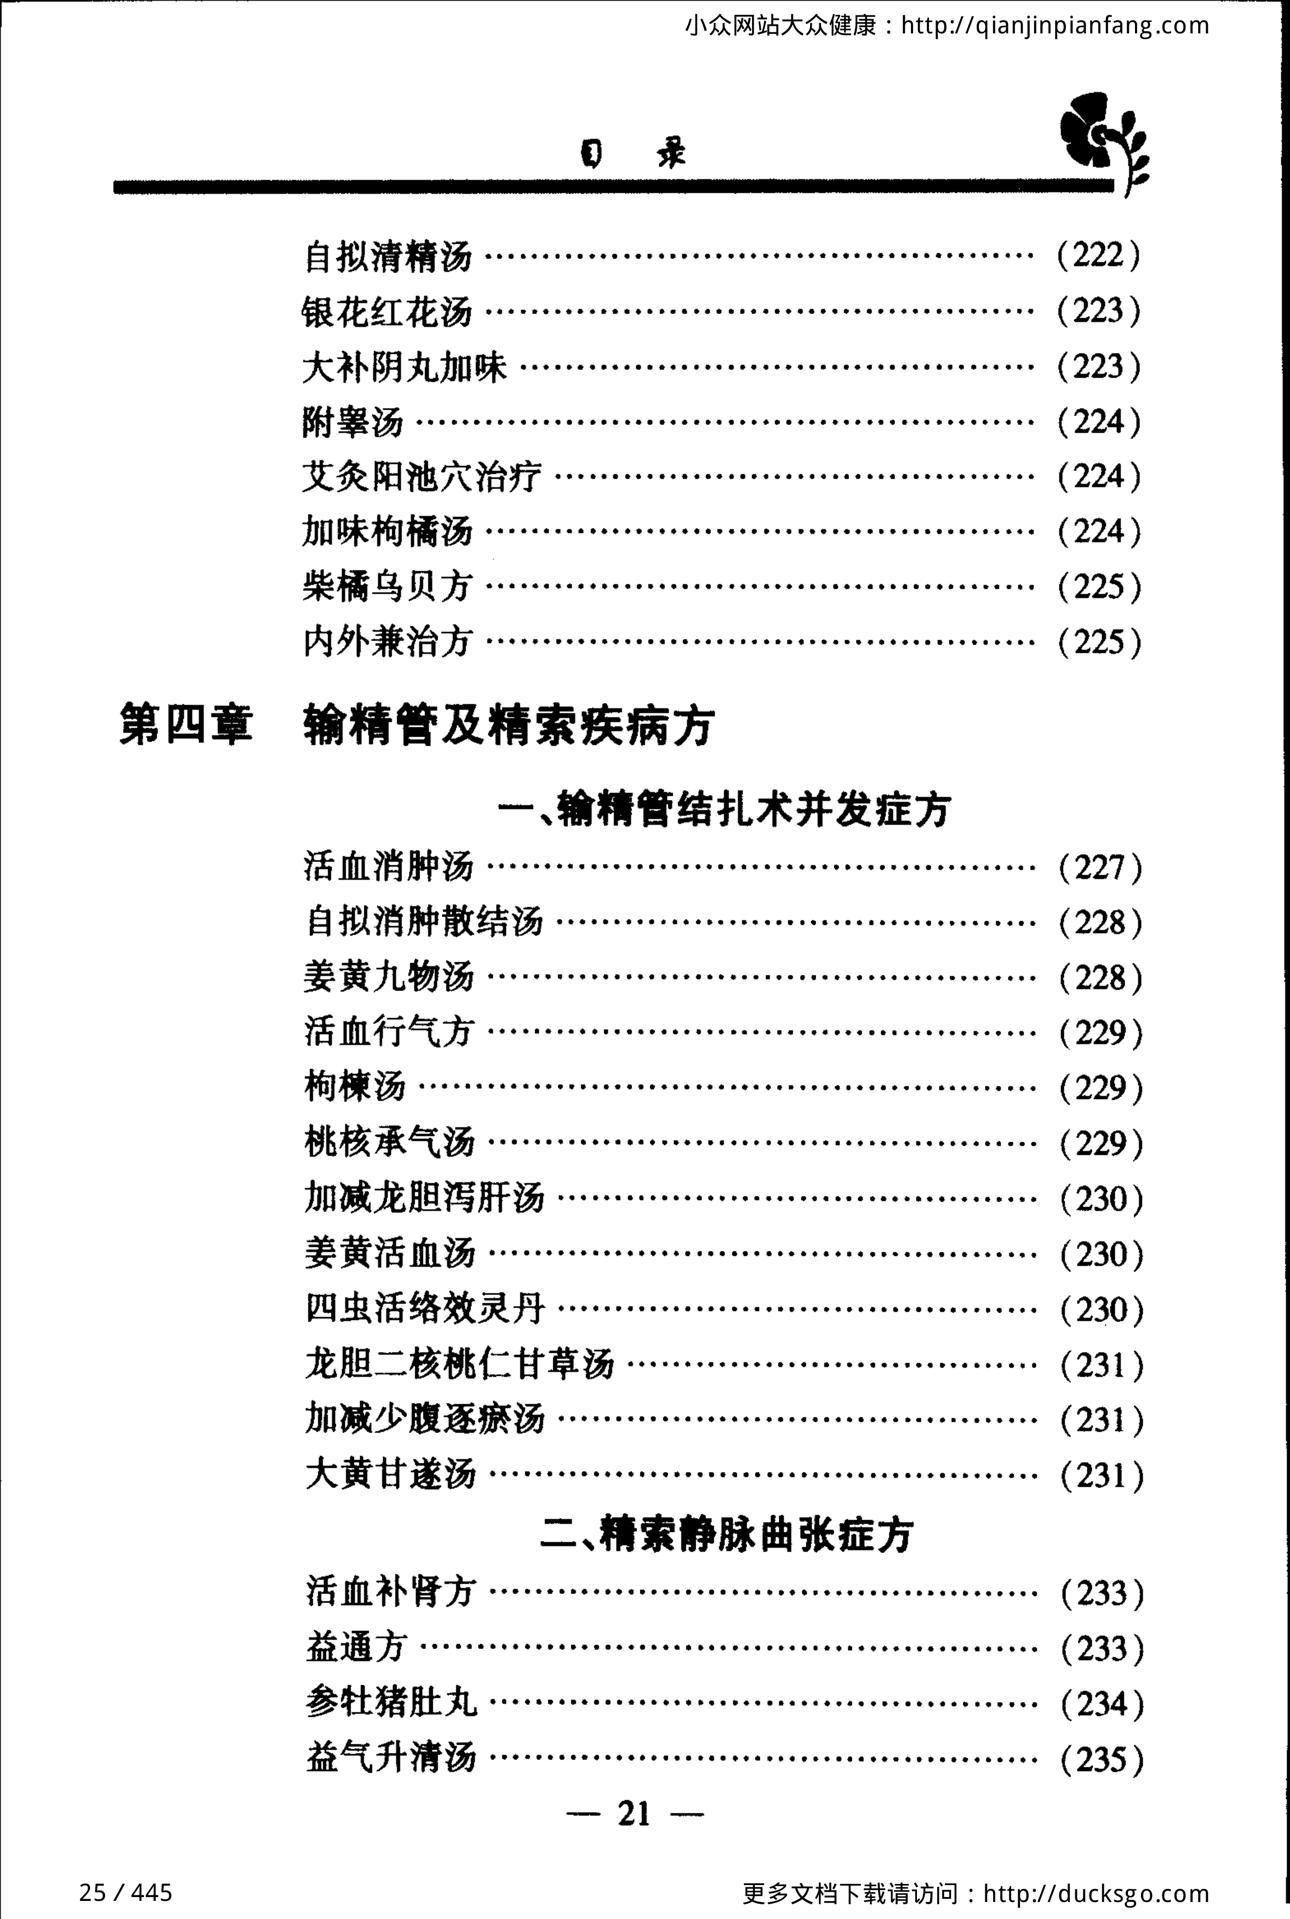 小众网站大众健康：http://qianjinpianfang.com
目 录
自拟清精汤 …… (222)
银花红花汤 …… (223)
大补阴丸加味 …… (223)
附睾汤 …… (224)
艾灸阳池穴治疗 …… (224)
加味枸橘汤 …… (224)
柴橘乌贝方 …… (225)
内外兼治方 …… (225)
第四章 输精管及精索疾病方
一、输精管结扎术并发症方
活血消肿汤 …… (227)
自拟消肿散结汤 …… (228)
姜黄九物汤 …… (228)
活血行气方 …… (229)
枸楝汤 …… (229)
桃核承气汤 …… (229)
加减龙胆泻肝汤 …… (230)
姜黄活血汤 …… (230)
四虫活络效灵丹 …… (230)
龙胆二核桃仁甘草汤 …… (231)
加减少腹逐瘀汤 …… (231)
大黄甘遂汤 …… (231)
二、精索静脉曲张症方
活血补肾方 …… (233)
益通方 …… (233)
参牡猪肚丸 …… (234)
益气升清汤 …… (235)
— 21 —
25 / 445
更多文档下载请访问：http://ducksgo.com